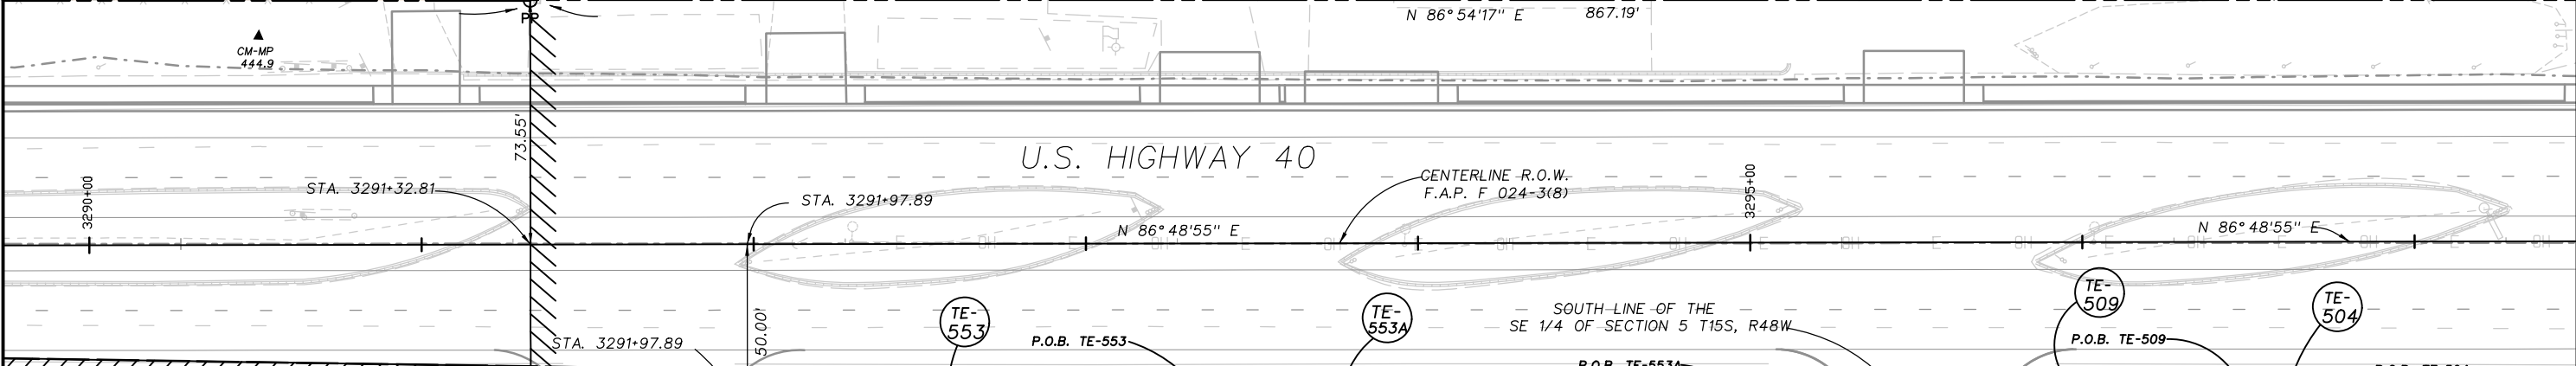 PP
N 86°54'17" E 867.19'
CM-MP
444.9
73.55'
U.S. HIGHWAY 40
3290+00
STA. 3291+32.81
STA. 3291+97.89
CENTERLINE R.O.W.
F.A.P. F 024-3(8)
3295+00
N 86°48'55" E
N 86°48'55" E
TE-
553
TE-
553A
SOUTH LINE OF THE
SE 1/4 OF SECTION 5 T15S, R48W
TE-
509
TE-
504
STA. 3291+97.89
50.00'
P.O.B. TE-553
P.O.B. TE-509
P.O.B. TE-553A